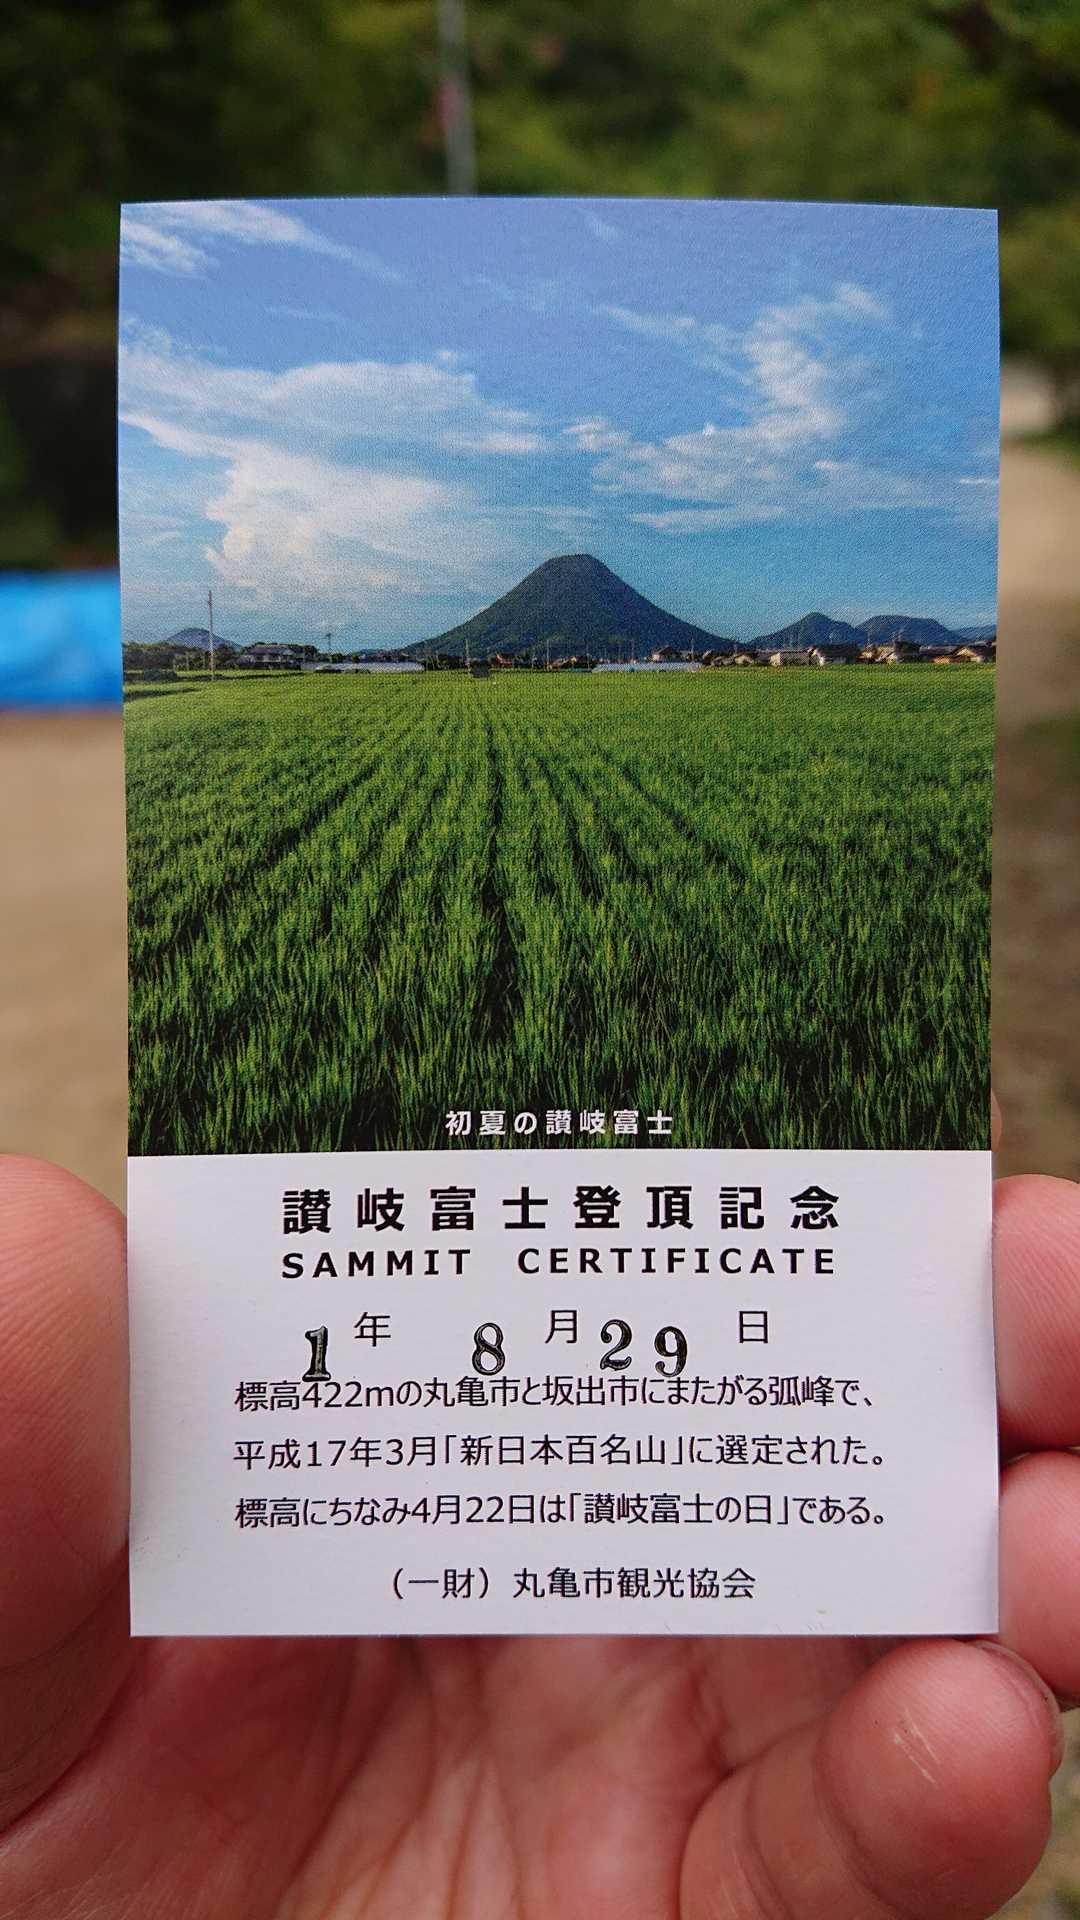 初夏の讃岐富士
讃岐富士登頂記念
SAMMIT CERTIFICATE
1年 8月29日
標高422mの丸亀市と坂出市にまたがる弧峰で、
平成17年3月「新日本百名山」に選定された。
標高にちなみ4月22日は「讃岐富士の日」である。
（一財）丸亀市観光協会